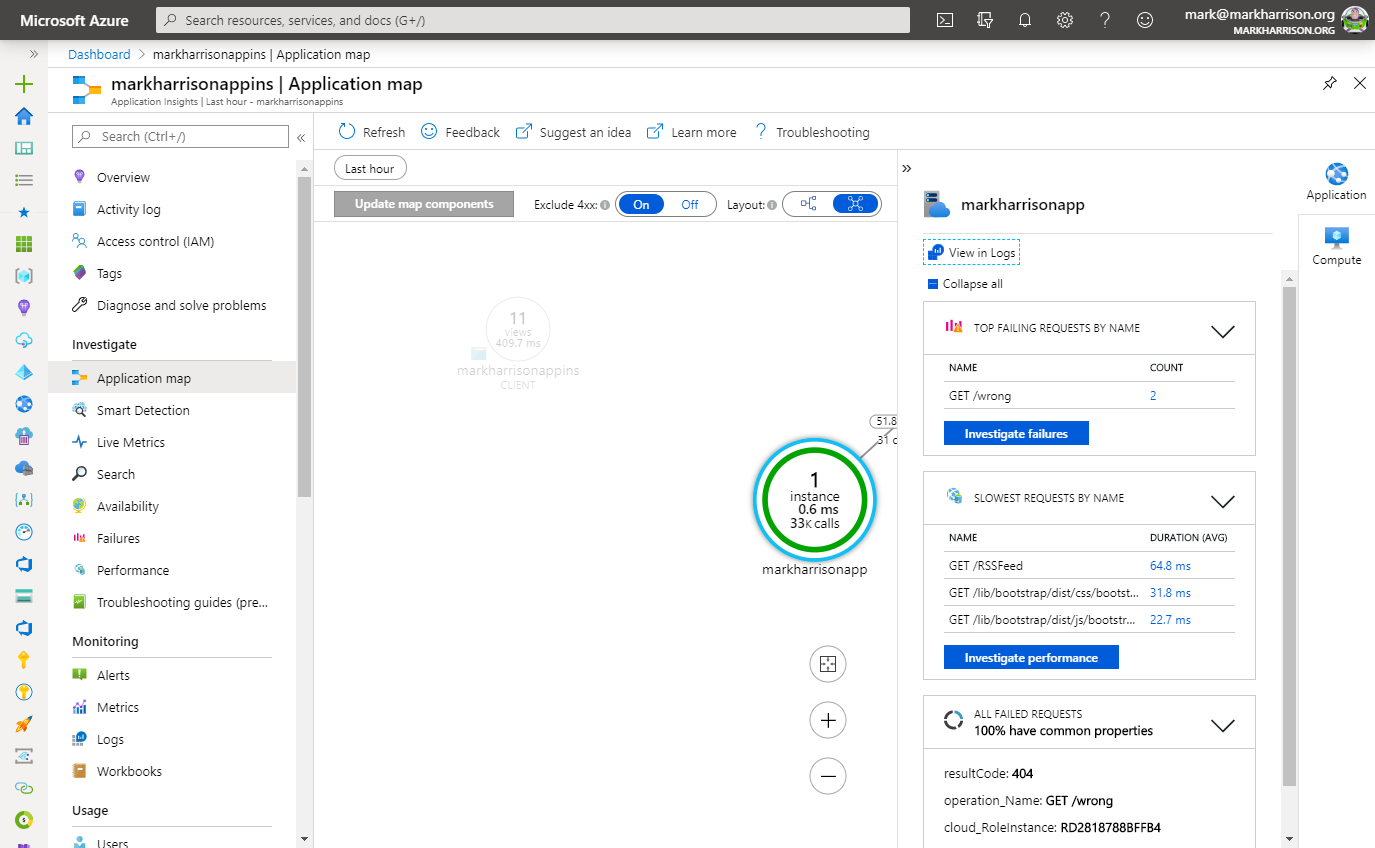 Microsoft Azure
Search resources, services, and docs (G+/)
mark@markharrison.org
MARKHARRISON.ORG
Dashboard > markharrisonappins | Application map
markharrisonappins | Application map
Application Insights | Last hour - markharrisonappins
Search (Ctrl+/)
Overview
Activity log
Access control (IAM)
Tags
Diagnose and solve problems
Investigate
Application map
Smart Detection
Live Metrics
Search
Availability
Failures
Performance
Troubleshooting guides (pre...
Monitoring
Alerts
Metrics
Logs
Workbooks
Usage
Users
Refresh
Feedback
Suggest an idea
Learn more
Troubleshooting
Last hour
Update map components
Exclude 4xx:
On
Off
Layout:
11
views
409.7 ms
markharrisonappins
CLIENT
51.8
31 c
1
instance
0.6 ms
33K calls
markharrisonapp
markharrisonapp
View in Logs
Collapse all
TOP FAILING REQUESTS BY NAME
NAME COUNT
GET /wrong 2
Investigate failures
SLOWEST REQUESTS BY NAME
NAME DURATION (AVG)
GET /RSSFeed 64.8 ms
GET /lib/bootstrap/dist/css/bootst... 31.8 ms
GET /lib/bootstrap/dist/js/bootstr... 22.7 ms
Investigate performance
ALL FAILED REQUESTS
100% have common properties
resultCode: 404
operation_Name: GET /wrong
cloud_RoleInstance: RD2818788BFFB4
Application
Compute